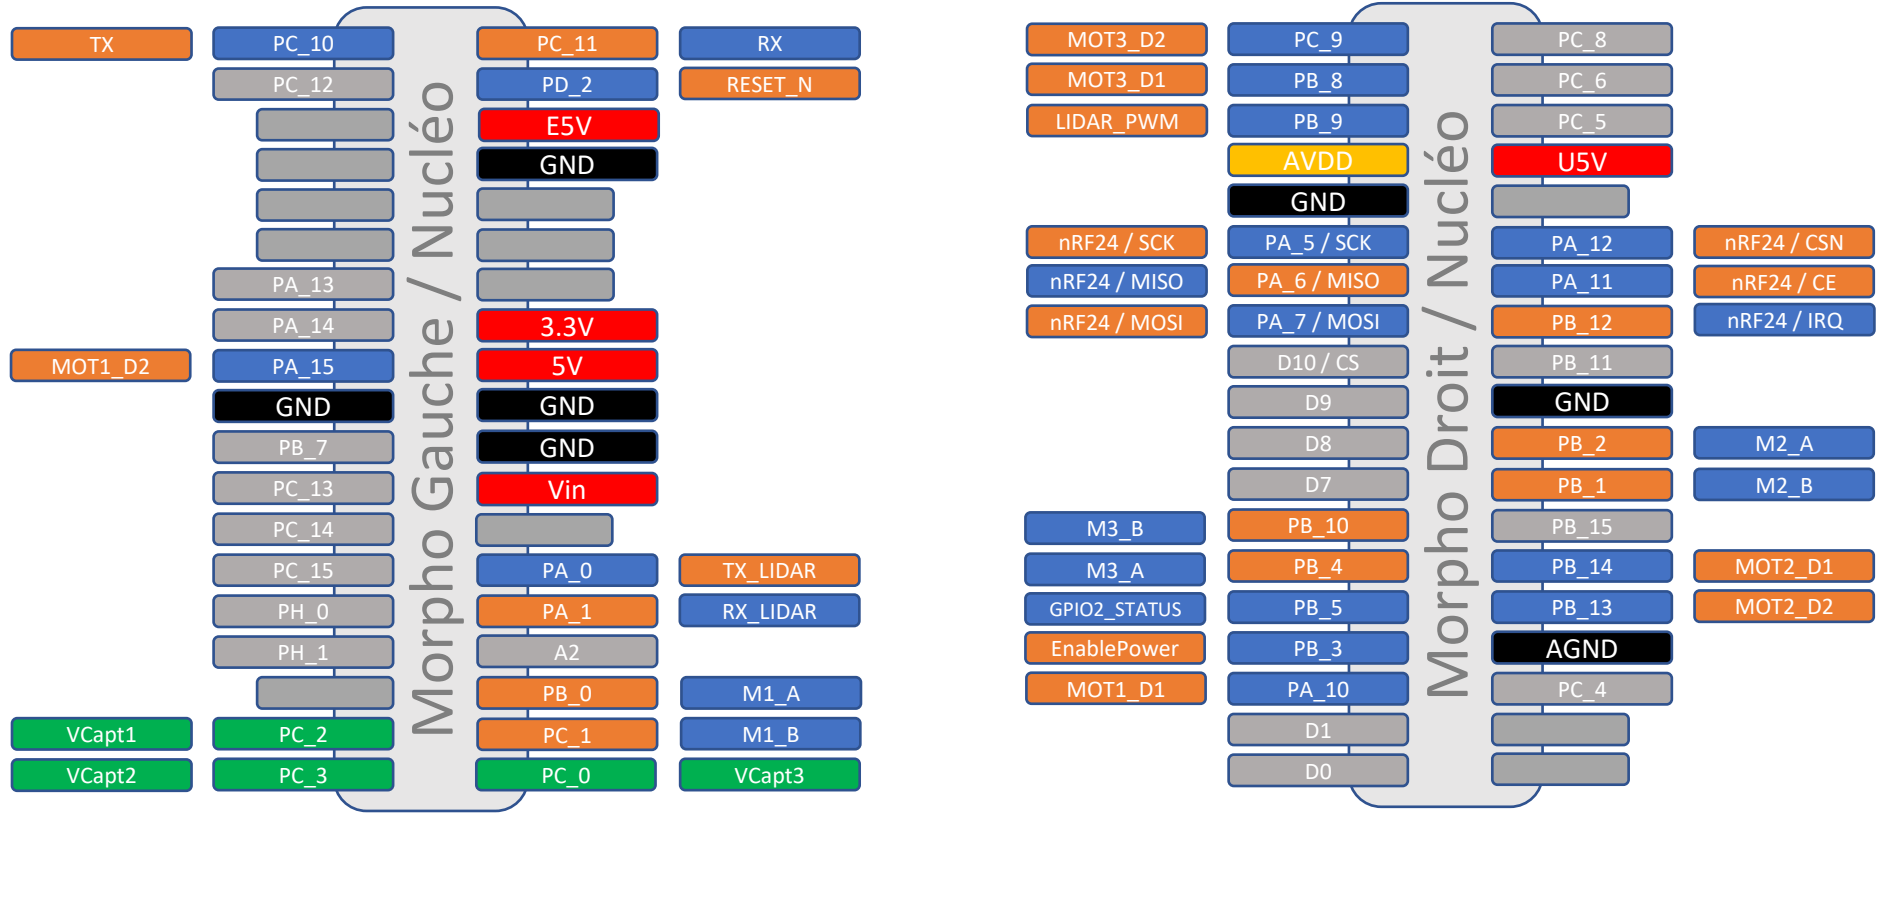 TX PC_10 PC_11 RX
PC_12 PD_2 RESET_N
E5V
GND
PA_13
PA_14 3.3V
MOT1_D2 PA_15 5V
GND GND
PB_7 GND
PC_13 Vin
PC_14
PC_15 PA_0 TX_LIDAR
PH_0 PA_1 RX_LIDAR
PH_1 A2
PB_0 M1_A
VCapt1 PC_2 PC_1 M1_B
VCapt2 PC_3 PC_0 VCapt3
Morpho Gauche / Nucléo
MOT3_D2 PC_9 PC_8
MOT3_D1 PB_8 PC_6
LIDAR_PWM PB_9 PC_5
AVDD U5V
GND
nRF24 / SCK PA_5 / SCK PA_12 nRF24 / CSN
nRF24 / MISO PA_6 / MISO PA_11 nRF24 / CE
nRF24 / MOSI PA_7 / MOSI PB_12 nRF24 / IRQ
D10 / CS PB_11
D9 GND
D8 PB_2 M2_A
D7 PB_1 M2_B
M3_B PB_10 PB_15
M3_A PB_4 PB_14 MOT2_D1
GPIO2_STATUS PB_5 PB_13 MOT2_D2
EnablePower PB_3 AGND
MOT1_D1 PA_10 PC_4
D1
D0
Morpho Droit / Nucléo